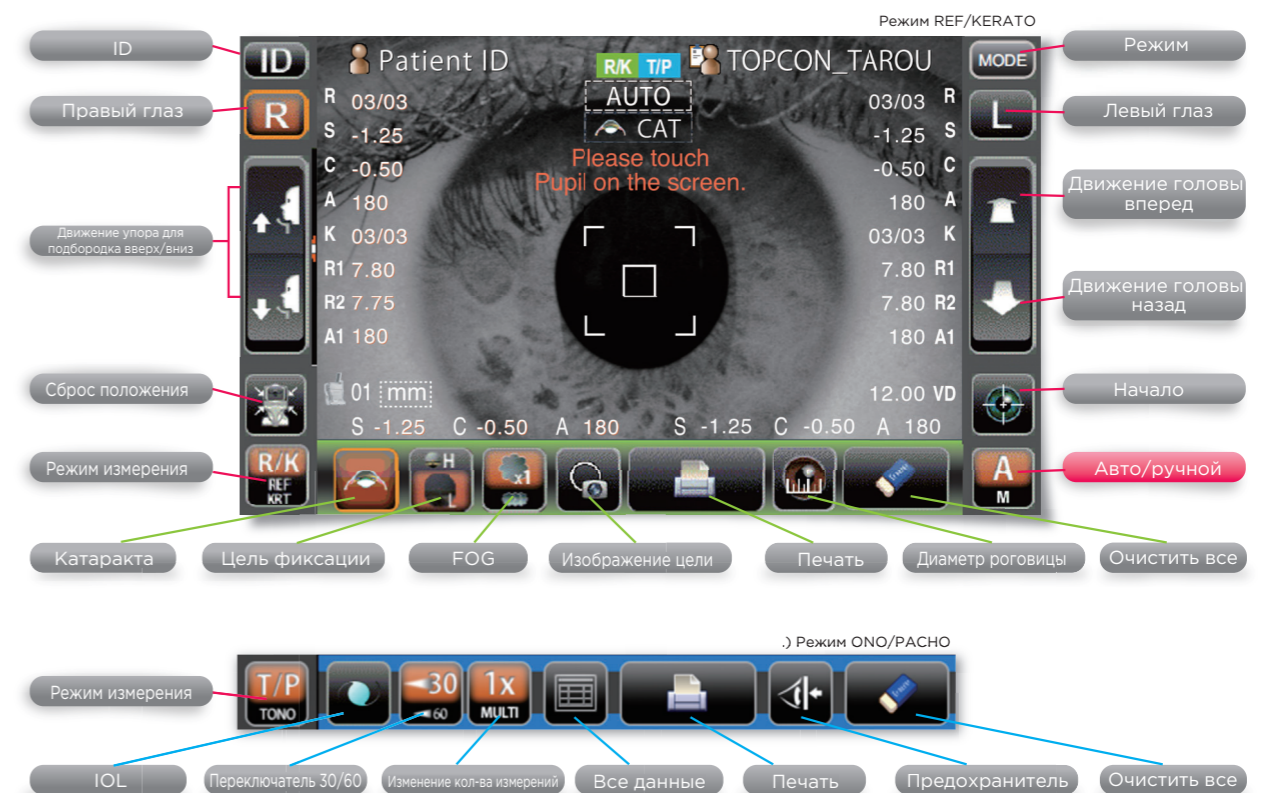 Режим REF/KERATO
ID
Правый глаз
Движение упора для
подбородка вверх/вниз
Сброс положения
Режим измерения
ID
Patient ID
R/K T/P
TOPCON_TAROU
MODE
R
R 03/03
AUTO
03/03 R
L
S -1.25
CAT
-1.25 S
C -0.50
Please touch
Pupil on the screen.
-0.50 C
A 180
180 A
K 03/03
03/03 K
R1 7.80
7.80 R1
R2 7.75
7.80 R2
A1 180
180 A1
01 mm
12.00 VD
S -1.25 C -0.50 A 180 S -1.25 C -0.50 A 180
R/K
REF
KRT
H
L
x1
A
M
Режим
Левый глаз
Движение головы
вперед
Движение головы
назад
Начало
Авто/ручной
Катаракта
Цель фиксации
FOG
Изображение цели
Печать
Диаметр роговицы
Очистить все
.) Режим ONO/PACHO
Режим измерения
T/P
TONO
30
60
1x
MULTI
IOL
Переключатель 30/60
Изменение кол-ва измерений
Все данные
Печать
Предохранитель
Очистить все